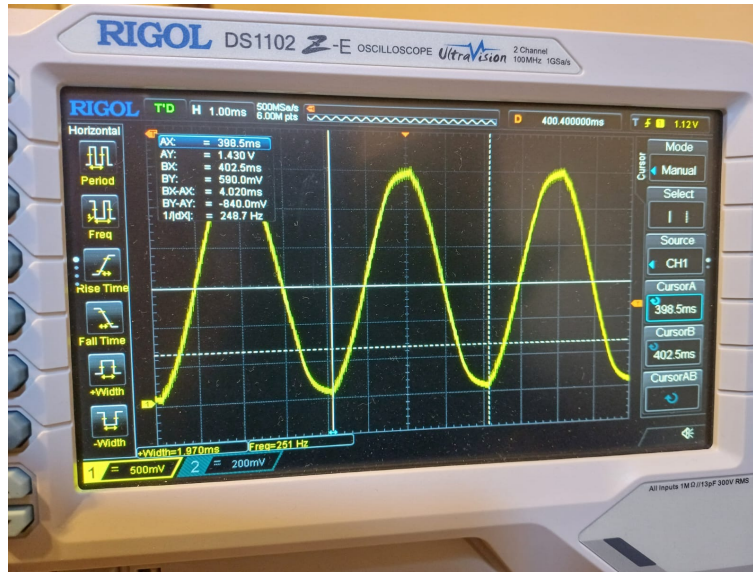 RIGOL DS1102 Z-E OSCILLOSCOPE UltraVision 2 Channel
100MHz 1GSa/s
RIGOL T'D H 1.00ms 500MSa/s
6.00M pts
D 400.400000ms T 1 1.12V
Horizontal
Period
Freq
Rise Time
Fall Time
+Width
-Width
AX: = 398.5ms
AY: = 1.430V
BX: = 402.5ms
BY: = 590.0mV
BX-AX: = 4.020ms
BY-AY: = -840.0mV
1/|dX|: = 248.7 Hz
Cursor
Mode
Manual
Select
Source
CH1
CursorA
398.5ms
CursorB
402.5ms
CursorAB
+Width=1.970ms Freq=251 Hz
1 = 500mV 2 = 200mV
All Inputs 1MΩ//13pF 300V RMS